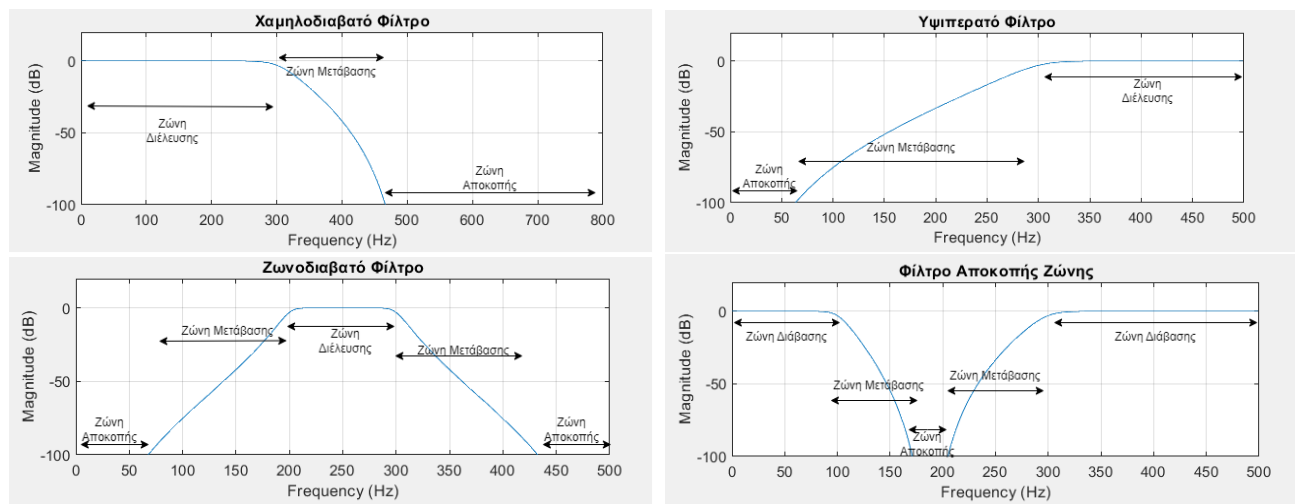 Χαμηλοδιαβατό Φίλτρο
Magnitude (dB)
0
-50
-100
Ζώνη Μετάβασης
Ζώνη
Διέλευσης
Ζώνη
Αποκοπής
0 100 200 300 400 500 600 700 800
Frequency (Hz)
Υψιπερατό Φίλτρο
Magnitude (dB)
0
-50
-100
Ζώνη
Διέλευσης
Ζώνη Μετάβασης
Ζώνη
Αποκοπής
0 50 100 150 200 250 300 350 400 450 500
Frequency (Hz)
Ζωνοδιαβατό Φίλτρο
Magnitude (dB)
0
-50
-100
Ζώνη Μετάβασης
Ζώνη
Διέλευσης
Ζώνη Μετάβασης
Ζώνη
Αποκοπής
Ζώνη
Αποκοπής
0 50 100 150 200 250 300 350 400 450 500
Frequency (Hz)
Φίλτρο Αποκοπής Ζώνης
Magnitude (dB)
0
-50
-100
Ζώνη Διάβασης
Ζώνη Διάβασης
Ζώνη Μετάβασης
Ζώνη Μετάβασης
Ζώνη
Αποκοπής
0 50 100 150 200 250 300 350 400 450 500
Frequency (Hz)